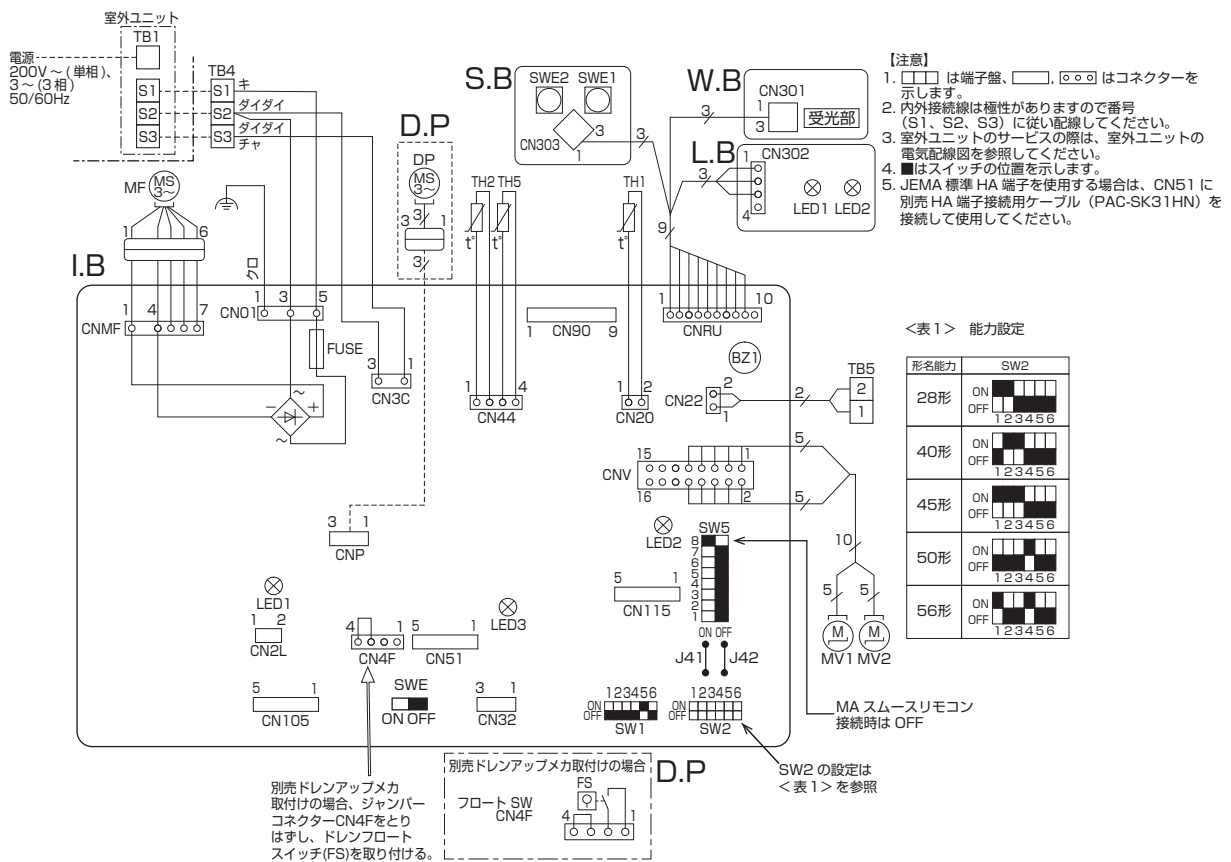 室外ユニット
TB1
電源
200V～(単相)、
3～(3相)
50/60Hz
S1
S2
S3
TB4
S1
S2
S3
キ
ダイダイ
ダイダイ
チャ
S.B
SWE2 SWE1
CN303
3
1
3
W.B
CN301
1
3
受光部
3
L.B
CN302
1
4
LED1 LED2
3
9
【注意】
1. は端子盤、 , はコネクターを
示します。
2. 内外接続線は極性がありますので番号
（S1、S2、S3）に従い配線してください。
3. 室外ユニットのサービスの際は、室外ユニットの
電気配線図を参照してください。
4. ■はスイッチの位置を示します。
5. JEMA 標準 HA 端子を使用する場合は、CN51 に
別売 HA 端子接続用ケーブル（PAC-SK31HN）を
接続して使用してください。
D.P
DP
MS
3～
3
3 1
3
MF
MS
3～
1 6
クロ
TH2 TH5
t° t°
TH1
t°
I.B
CNMF
1 4 7
CN01
1 3 5
FUSE
3 1
CN3C
～
－ ＋
～
1 4
CN44
1 9
CN90
1 2
CN20
1 10
CNRU
BZ1
CN22
2
1
2
TB5
2
1
CNV
15 1
16 2
5
5
10
5 5
M M
MV1 MV2
3 1
CNP
LED2
SW5
8
7
6
5
4
3
2
1
ON OFF
5 1
CN115
J41 J42
LED1
1 2
CN2L
4 1
CN4F
5 1
CN51
LED3
5 1
CN105
SWE
ON OFF
3 1
CN32
123456
ON
OFF
SW1
123456
ON
OFF
SW2
MA スムースリモコン
接続時は OFF
SW2 の設定は
<表1>を参照
別売ドレンアップメカ
取付けの場合、ジャンパー
コネクターCN4Fをとり
はずし、ドレンフロート
スイッチ(FS)を取り付ける。
別売ドレンアップメカ取付けの場合
D.P
FS
フロート SW
CN4F
4 1
<表1> 能力設定
形名能力 SW2
28形 ON
OFF
123456
40形 ON
OFF
123456
45形 ON
OFF
123456
50形 ON
OFF
123456
56形 ON
OFF
123456